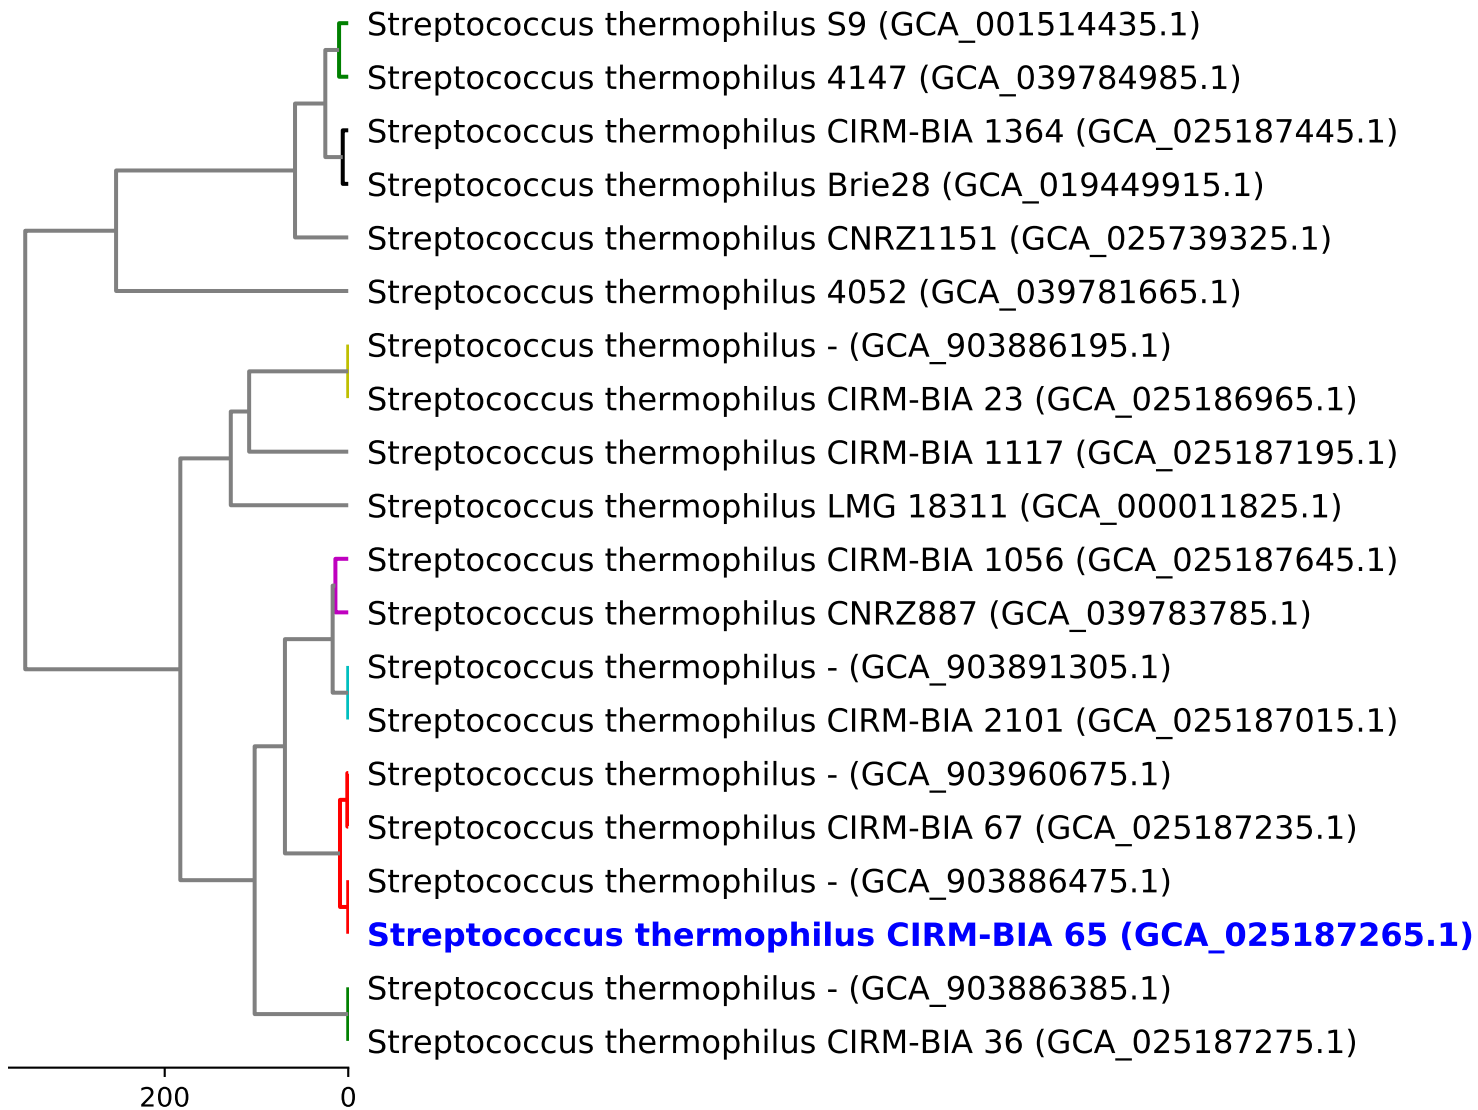 Streptococcus thermophilus S9 (GCA_001514435.1)
Streptococcus thermophilus 4147 (GCA_039784985.1)
Streptococcus thermophilus CIRM-BIA 1364 (GCA_025187445.1)
Streptococcus thermophilus Brie28 (GCA_019449915.1)
Streptococcus thermophilus CNRZ1151 (GCA_025739325.1)
Streptococcus thermophilus 4052 (GCA_039781665.1)
Streptococcus thermophilus - (GCA_903886195.1)
Streptococcus thermophilus CIRM-BIA 23 (GCA_025186965.1)
Streptococcus thermophilus CIRM-BIA 1117 (GCA_025187195.1)
Streptococcus thermophilus LMG 18311 (GCA_000011825.1)
Streptococcus thermophilus CIRM-BIA 1056 (GCA_025187645.1)
Streptococcus thermophilus CNRZ887 (GCA_039783785.1)
Streptococcus thermophilus - (GCA_903891305.1)
Streptococcus thermophilus CIRM-BIA 2101 (GCA_025187015.1)
Streptococcus thermophilus - (GCA_903960675.1)
Streptococcus thermophilus CIRM-BIA 67 (GCA_025187235.1)
Streptococcus thermophilus - (GCA_903886475.1)
Streptococcus thermophilus CIRM-BIA 65 (GCA_025187265.1)
Streptococcus thermophilus - (GCA_903886385.1)
Streptococcus thermophilus CIRM-BIA 36 (GCA_025187275.1)
200 0